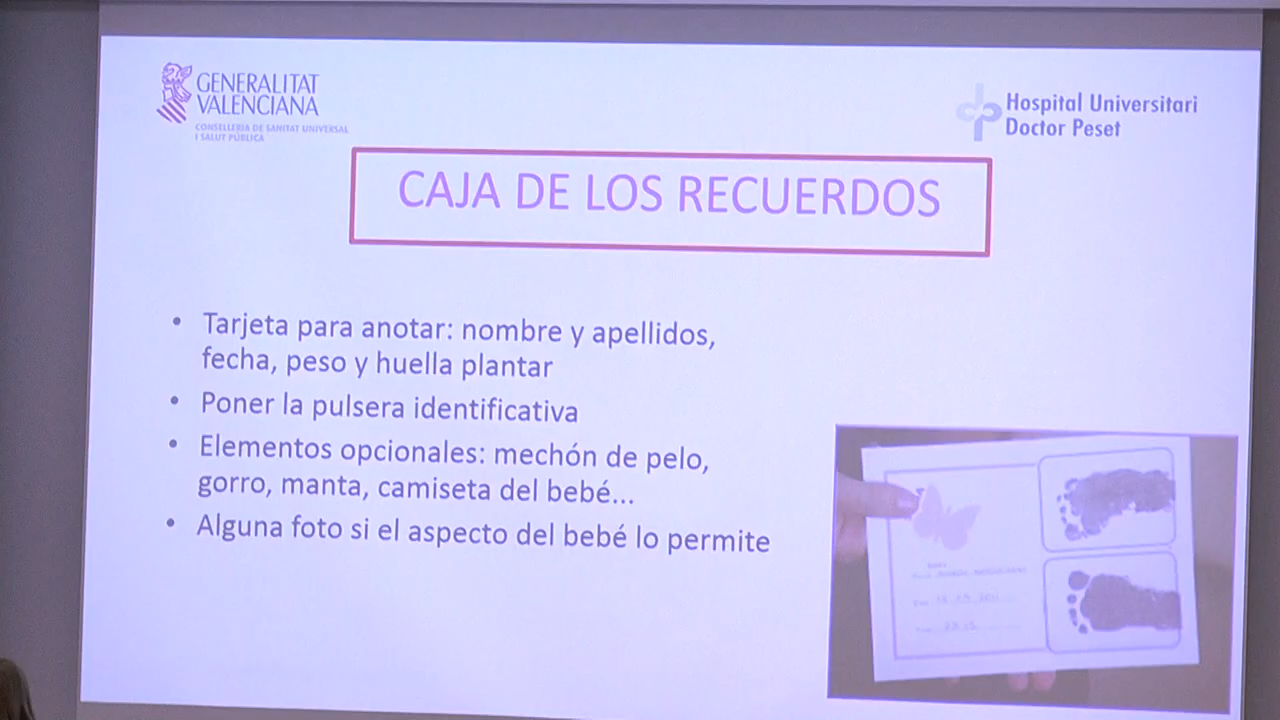 GENERALITAT
VALENCIANA
CONSELLERIA DE SANITAT UNIVERSAL
I SALUT PÚBLICA
Hospital Universitari
Doctor Peset
CAJA DE LOS RECUERDOS
• Tarjeta para anotar: nombre y apellidos,
fecha, peso y huella plantar
• Poner la pulsera identificativa
• Elementos opcionales: mechón de pelo,
gorro, manta, camiseta del bebé...
• Alguna foto si el aspecto del bebé lo permite